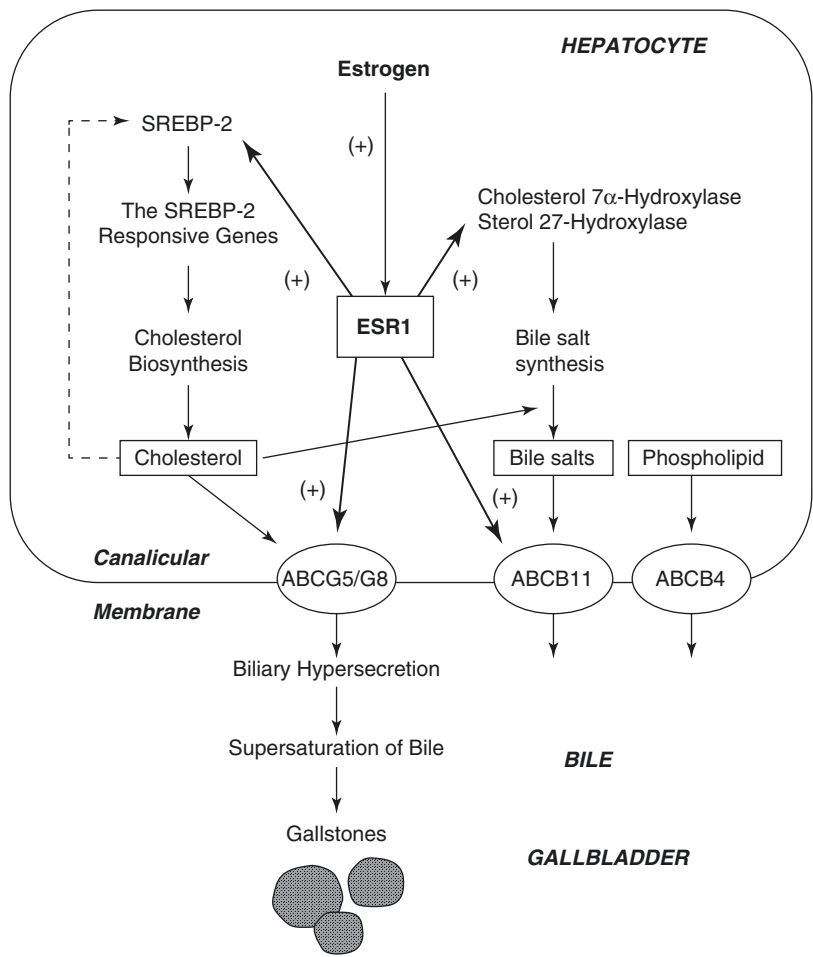 HEPATOCYTE
Estrogen
SREBP-2
(+)
Cholesterol 7α-Hydroxylase
Sterol 27-Hydroxylase
The SREBP-2
Responsive Genes
(+)
(+)
ESR1
Cholesterol
Biosynthesis
Bile salt
synthesis
Cholesterol
Bile salts
Phospholipid
(+)
(+)
Canalicular
ABCG5/G8
ABCB11
ABCB4
Membrane
Biliary Hypersecretion
Supersaturation of Bile
BILE
Gallstones
GALLBLADDER